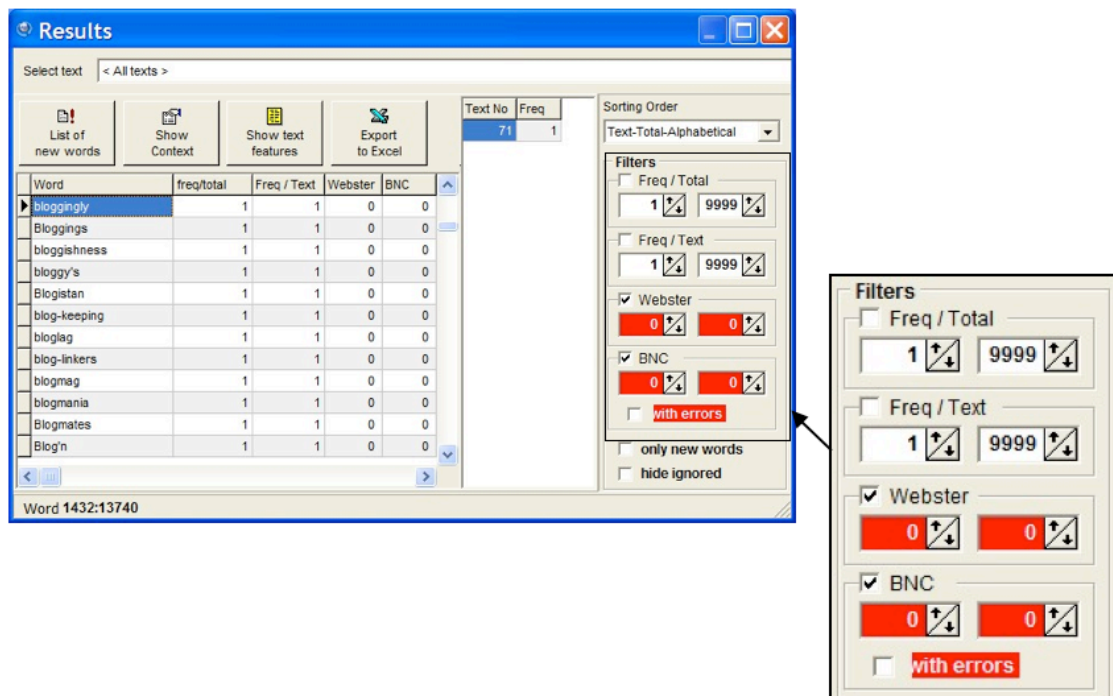 Results
Select text < All texts >
List of
new words
Show
Context
Show text
features
Export
to Excel
Word freq/total Freq / Text Webster BNC
bloggingly 1 1 0 0
Bloggings 1 1 0 0
bloggishness 1 1 0 0
bloggy's 1 1 0 0
Blogistan 1 1 0 0
blog-keeping 1 1 0 0
bloglag 1 1 0 0
blog-linkers 1 1 0 0
blogmag 1 1 0 0
blogmania 1 1 0 0
Blogmates 1 1 0 0
Blog'n 1 1 0 0
Text No Freq
71 1
Sorting Order
Text-Total-Alphabetical
Filters
Freq / Total
1 9999
Freq / Text
1 9999
Webster
0 0
BNC
0 0
with errors
only new words
hide ignored
Word 1432:13740
Filters
Freq / Total
1 9999
Freq / Text
1 9999
Webster
0 0
BNC
0 0
with errors